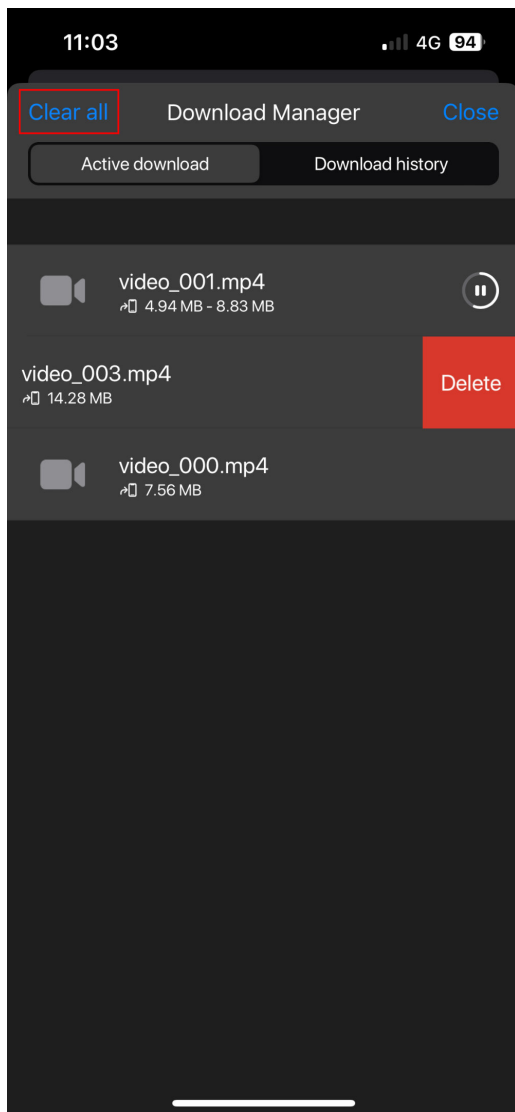 11:03 4G 94
Clear all Download Manager Close
Active download Download history
video_001.mp4
4.94 MB - 8.83 MB
video_003.mp4
Delete
14.28 MB
video_000.mp4
7.56 MB